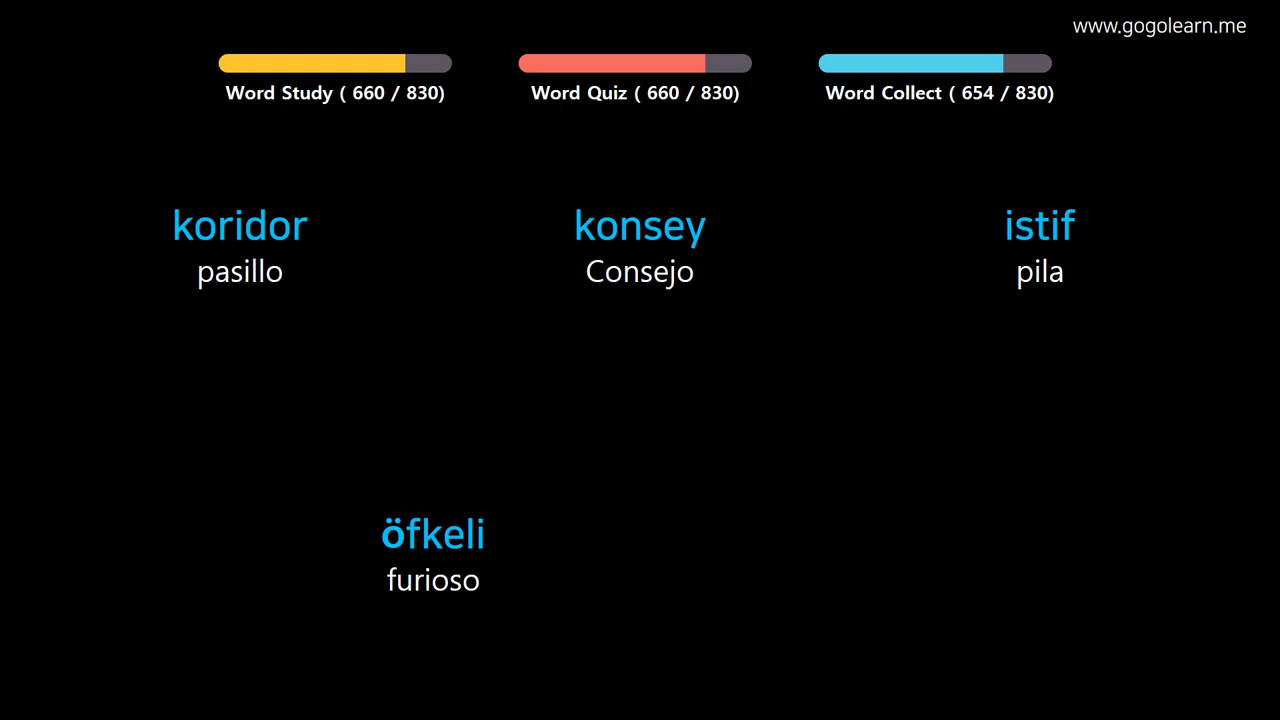 www.gogolearn.me
Word Study ( 660 / 830)
Word Quiz ( 660 / 830)
Word Collect ( 654 / 830)
koridor
pasillo
konsey
Consejo
istif
pila
öfkeli
furioso